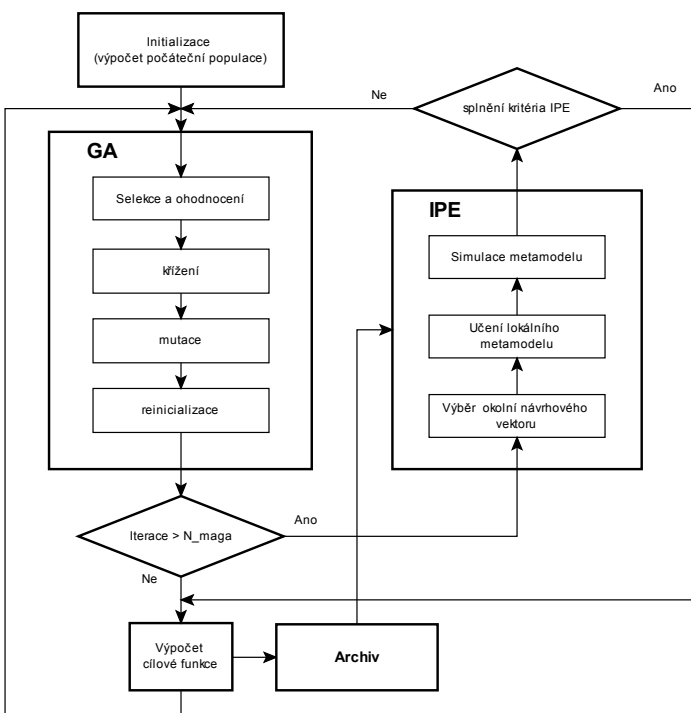 Initializace
(výpočet počáteční populace)
Ne
splnění kritéria IPE
Ano
GA
Selekce a ohodnocení
křížení
mutace
reinicializace
IPE
Simulace metamodelu
Učení lokálního
metamodelu
Výběr okolní návrhového
vektoru
Iterace > N_maga
Ano
Ne
Výpočet
cílové funkce
Archiv